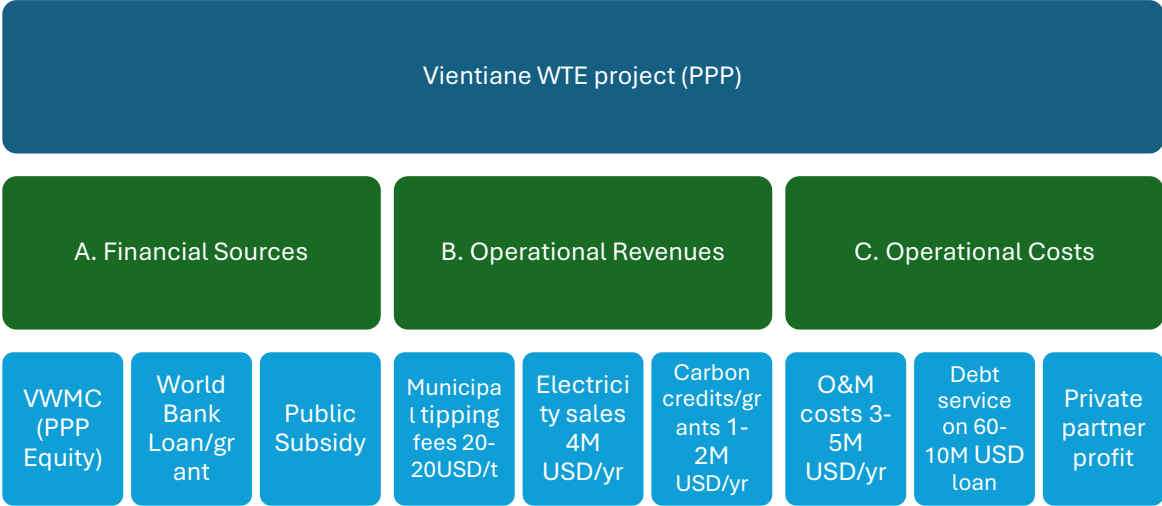 Vientiane WTE project (PPP)
A. Financial Sources
B. Operational Revenues
C. Operational Costs
VWMC
(PPP
Equity)
World
Bank
Loan/gr
ant
Public
Subsidy
Municipa
l tipping
fees 20-
20USD/t
Electrici
ty sales
4M
USD/yr
Carbon
credits/gr
ants 1-
2M
USD/yr
O&M
costs 3-
5M
USD/yr
Debt
service
on 60-
10M USD
loan
Private
partner
profit